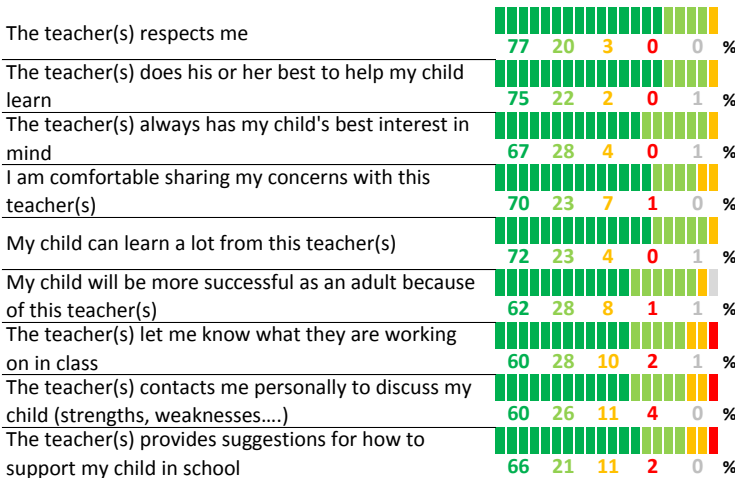 The teacher(s) respects me
77 20 3 0 0 %
The teacher(s) does his or her best to help my child
learn
75 22 2 0 1 %
The teacher(s) always has my child's best interest in
mind
67 28 4 0 1 %
I am comfortable sharing my concerns with this
teacher(s)
70 23 7 1 0 %
My child can learn a lot from this teacher(s)
72 23 4 0 1 %
My child will be more successful as an adult because
of this teacher(s)
62 28 8 1 1 %
The teacher(s) let me know what they are working
on in class
60 28 10 2 1 %
The teacher(s) contacts me personally to discuss my
child (strengths, weaknesses....)
60 26 11 4 0 %
The teacher(s) provides suggestions for how to
support my child in school
66 21 11 2 0 %